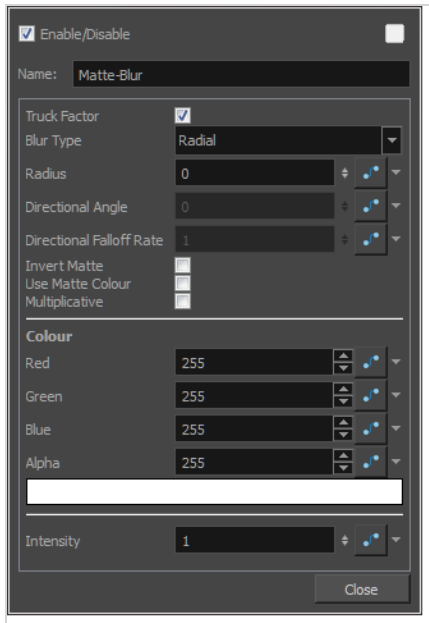 Enable/Disable
Name: Matte-Blur
Truck Factor
Blur Type Radial
Radius 0
Directional Angle 0
Directional Falloff Rate 1
Invert Matte
Use Matte Colour
Multiplicative
Colour
Red 255
Green 255
Blue 255
Alpha 255
Intensity 1
Close